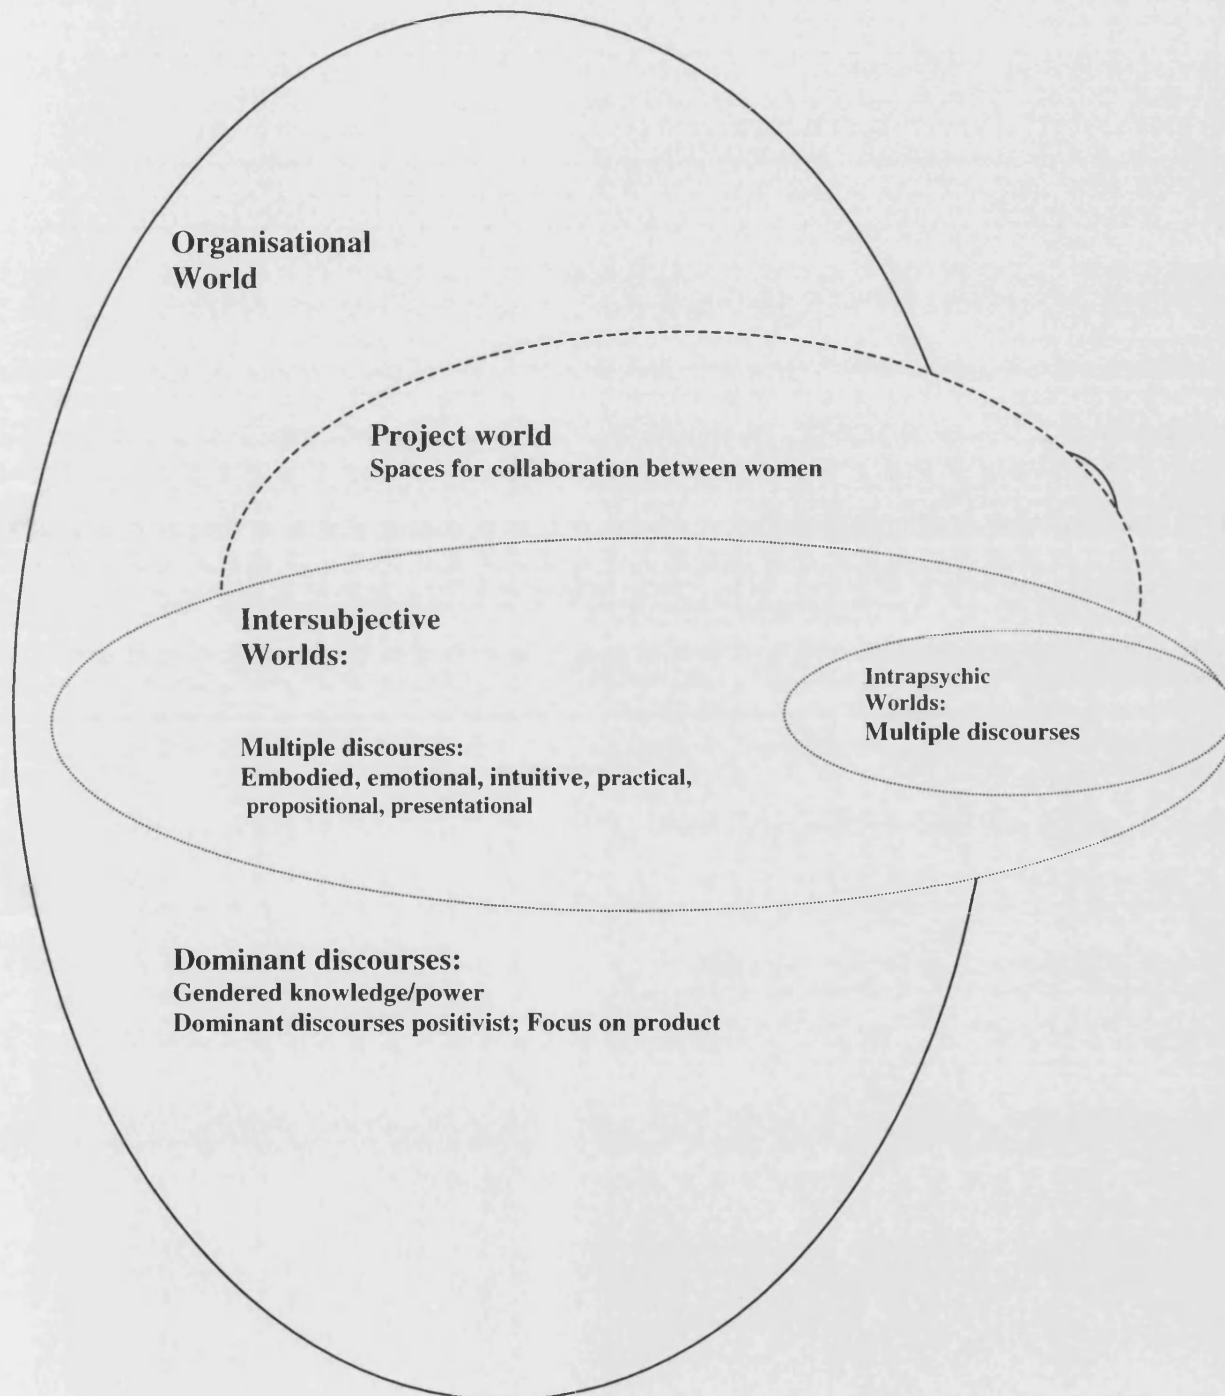 Organisational
World
Project world
Spaces for collaboration between women
Intersubjective
Worlds:
Intrapsychic
Worlds:
Multiple discourses
Multiple discourses:
Embodied, emotional, intuitive, practical,
propositional, presentational
Dominant discourses:
Gendered knowledge/power
Dominant discourses positivist; Focus on product